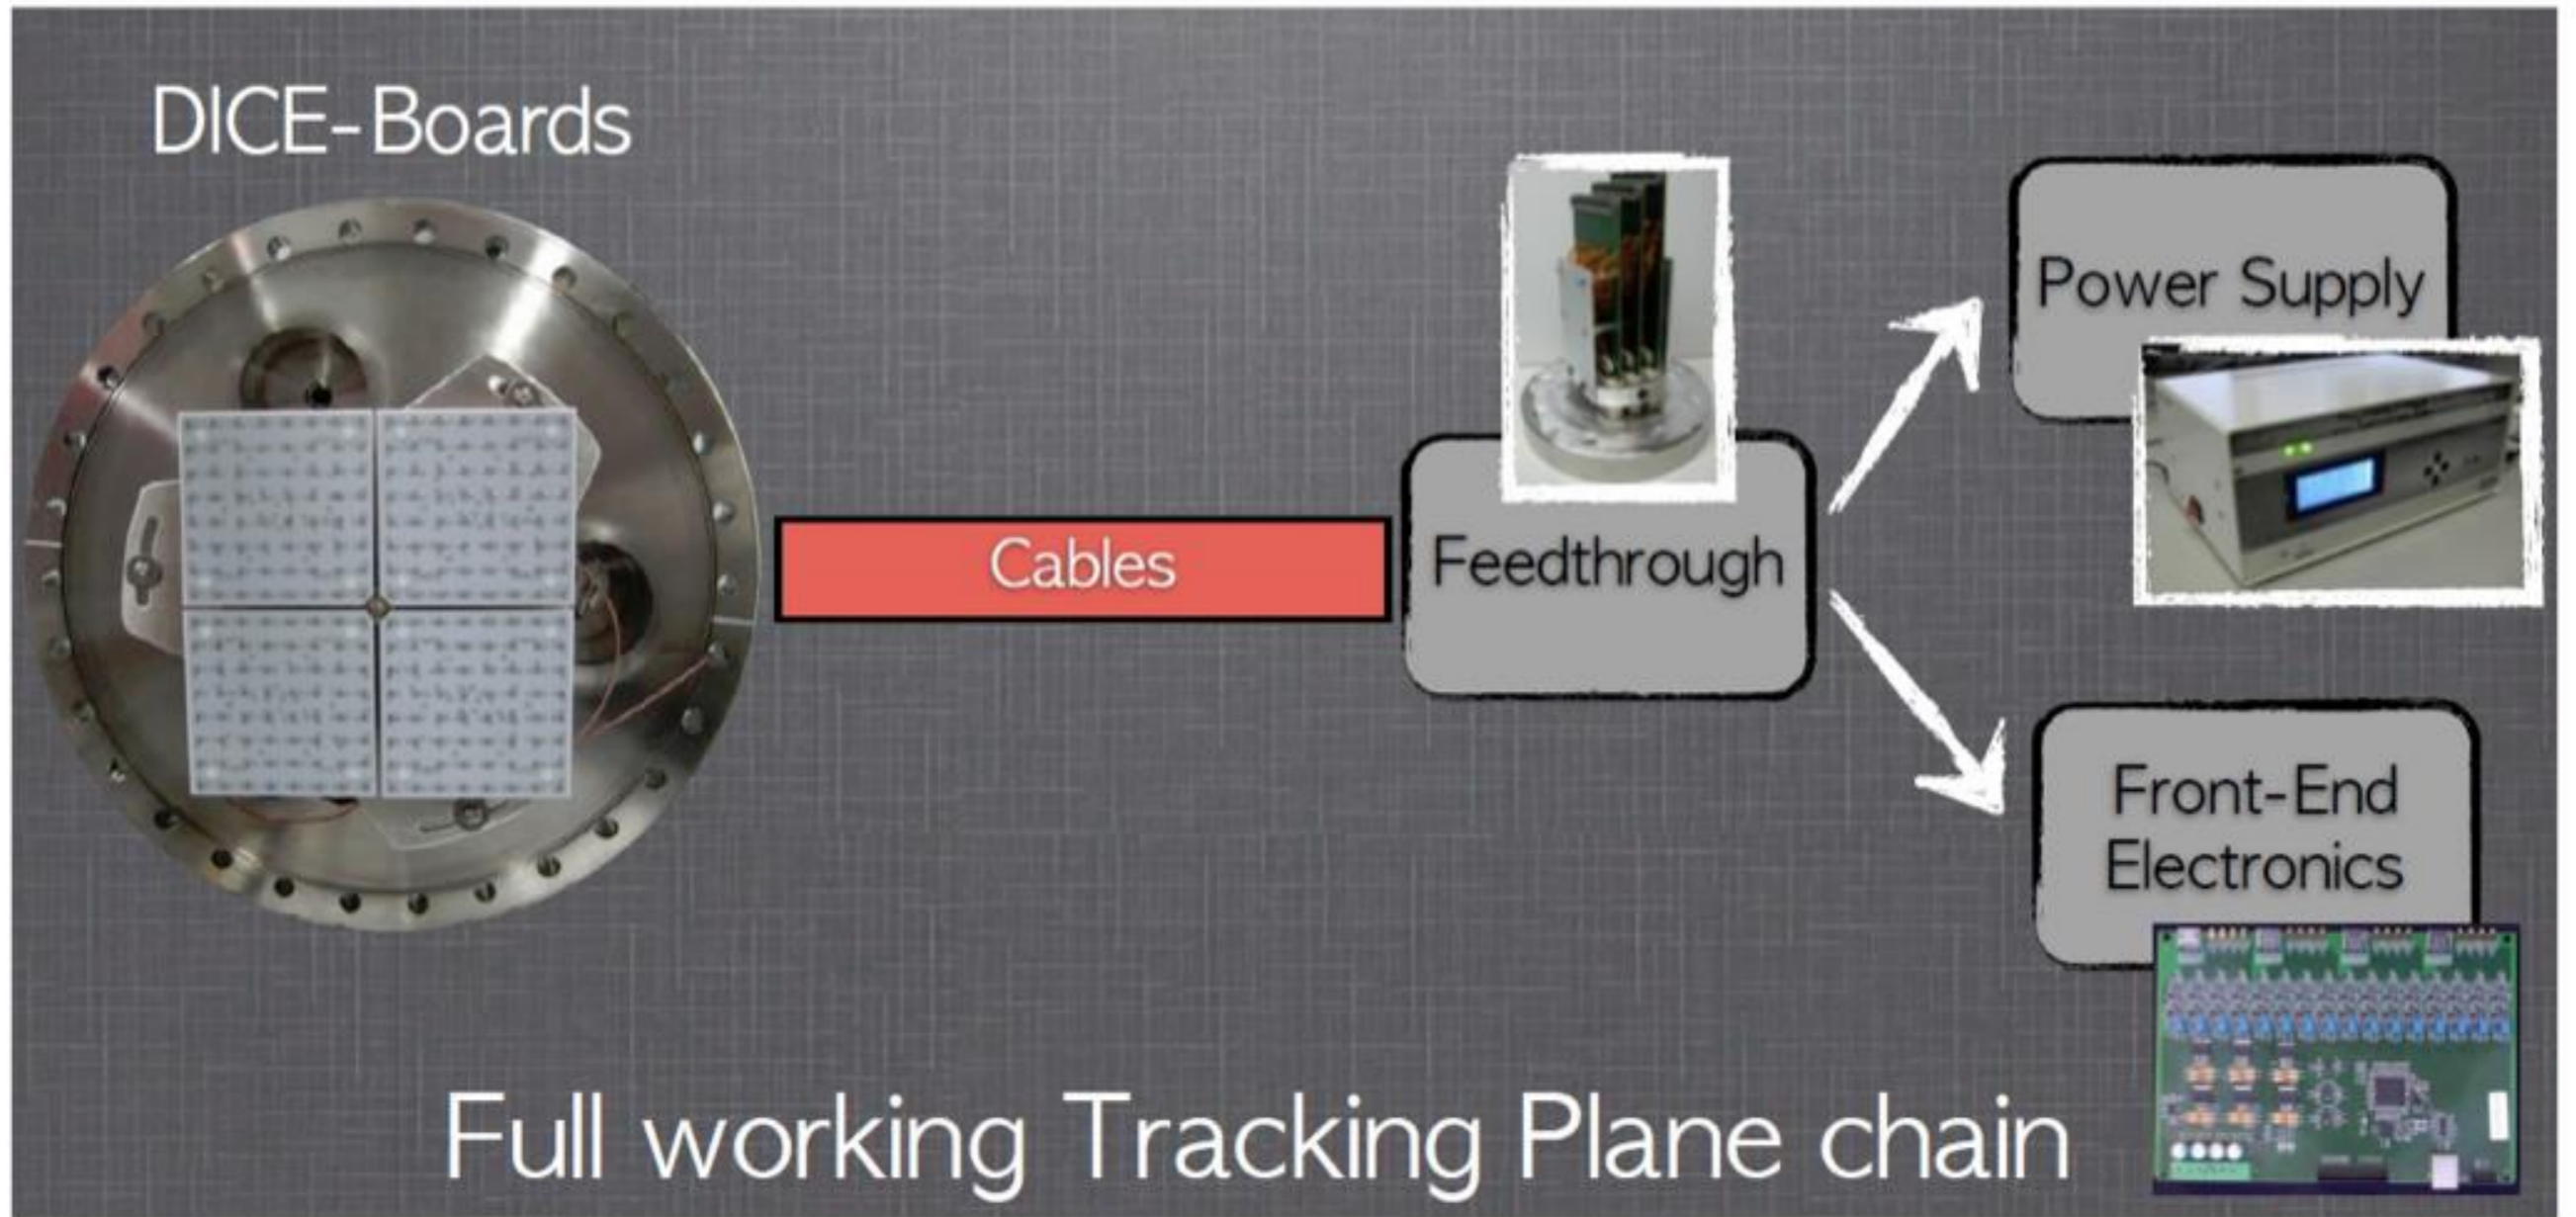 DICE-Boards
Cables
Feedthrough
Power Supply
Front-End
Electronics
Full working Tracking Plane chain